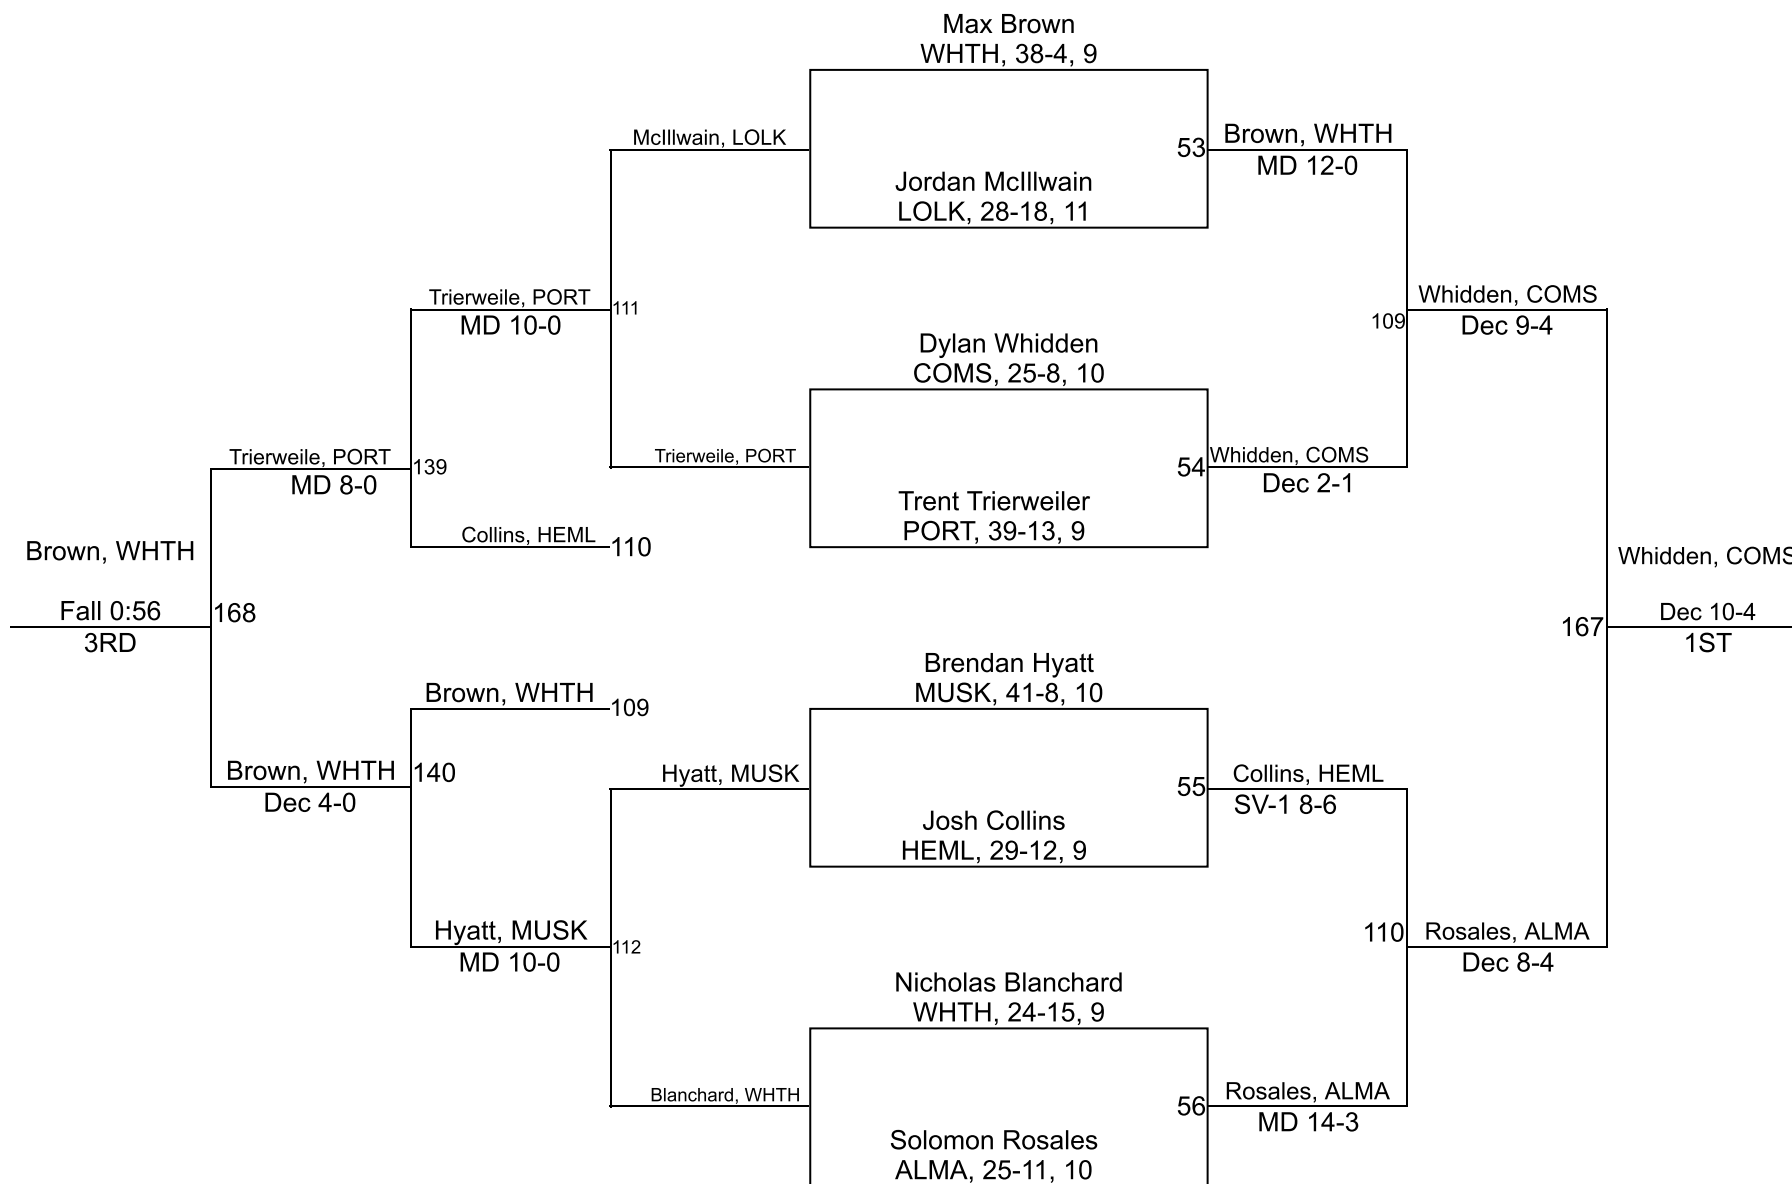 Max Brown
WHTH, 38-4, 9
McIllwain, LOLK
53
Brown, WHTH
MD 12-0
Jordan McIllwain
LOLK, 28-18, 11
Trierweile, PORT
MD 10-0
111
109
Whidden, COMS
Dec 9-4
Dylan Whidden
COMS, 25-8, 10
Trierweile, PORT
MD 8-0
139
Trierweile, PORT
54
Whidden, COMS
Dec 2-1
Trent Trierweiler
PORT, 39-13, 9
Collins, HEML
110
Brown, WHTH
Fall 0:56
3RD
168
167
Whidden, COMS
Dec 10-4
1ST
Brendan Hyatt
MUSK, 41-8, 10
Brown, WHTH
109
Brown, WHTH
Dec 4-0
140
Hyatt, MUSK
55
Collins, HEML
SV-1 8-6
Josh Collins
HEML, 29-12, 9
Hyatt, MUSK
MD 10-0
112
110
Rosales, ALMA
Dec 8-4
Nicholas Blanchard
WHTH, 24-15, 9
Blanchard, WHTH
56
Rosales, ALMA
MD 14-3
Solomon Rosales
ALMA, 25-11, 10